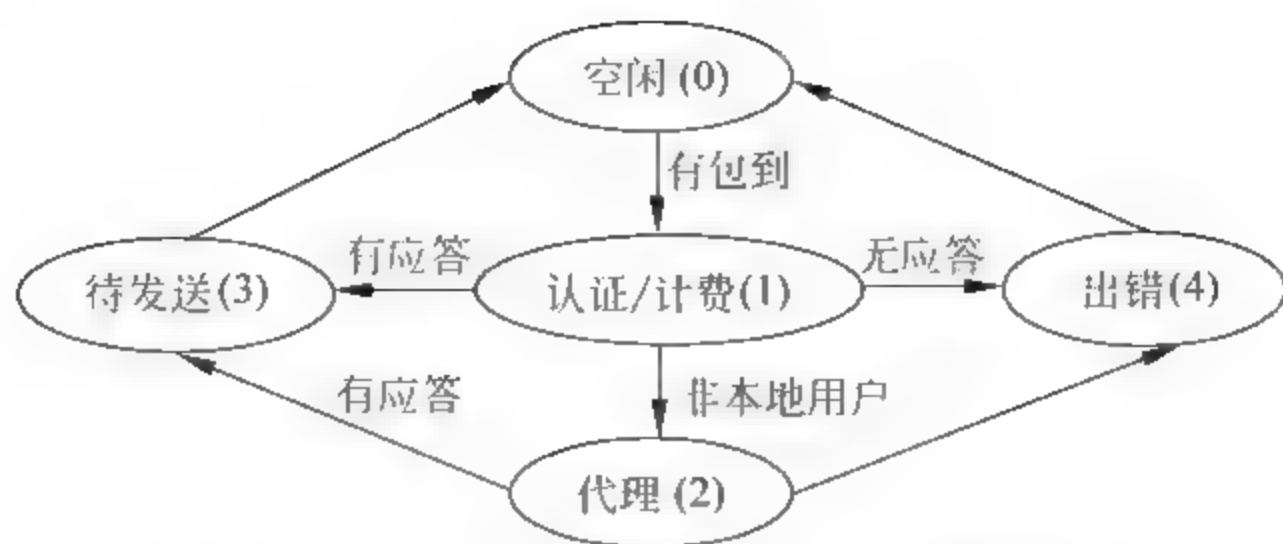 空闲(0)
有包到
有应答
无应答
待发送(3)
认证/计费(1)
出错(4)
有应答
非本地用户
代理(2)